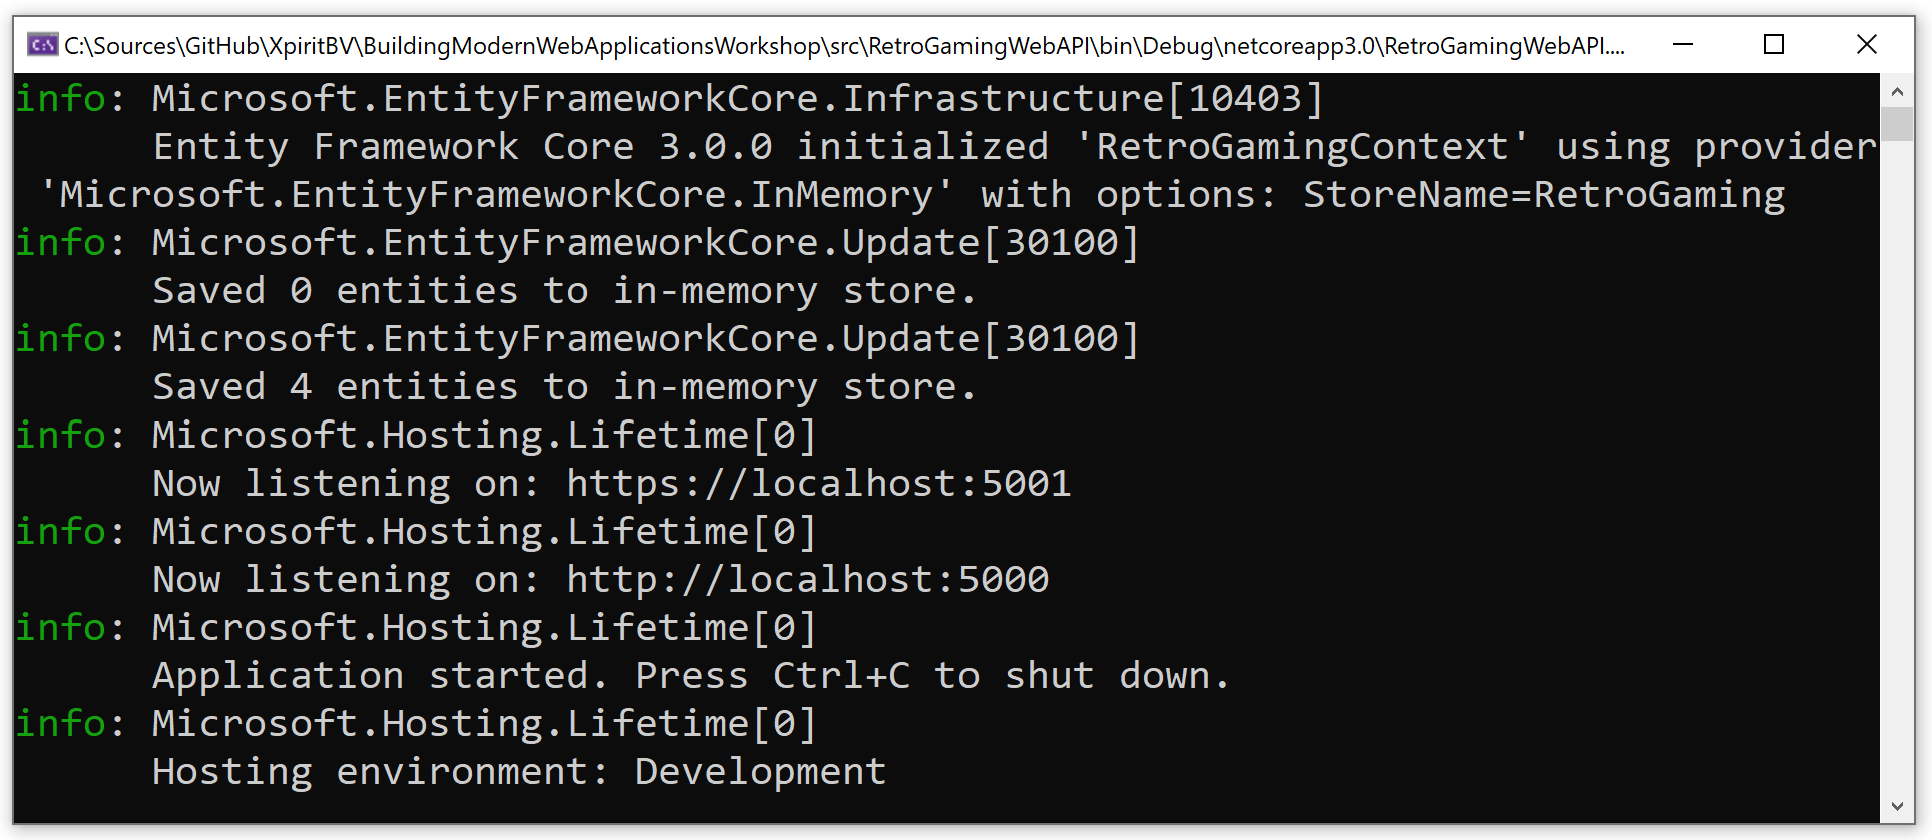 C:\Sources\GitHub\XpiritBV\BuildingModernWebApplicationsWorkshop\src\RetroGamingWebAPI\bin\Debug\netcoreapp3.0\RetroGamingWebAPI....
info: Microsoft.EntityFrameworkCore.Infrastructure[10403]
      Entity Framework Core 3.0.0 initialized 'RetroGamingContext' using provider
 'Microsoft.EntityFrameworkCore.InMemory' with options: StoreName=RetroGaming
info: Microsoft.EntityFrameworkCore.Update[30100]
      Saved 0 entities to in-memory store.
info: Microsoft.EntityFrameworkCore.Update[30100]
      Saved 4 entities to in-memory store.
info: Microsoft.Hosting.Lifetime[0]
      Now listening on: https://localhost:5001
info: Microsoft.Hosting.Lifetime[0]
      Now listening on: http://localhost:5000
info: Microsoft.Hosting.Lifetime[0]
      Application started. Press Ctrl+C to shut down.
info: Microsoft.Hosting.Lifetime[0]
      Hosting environment: Development